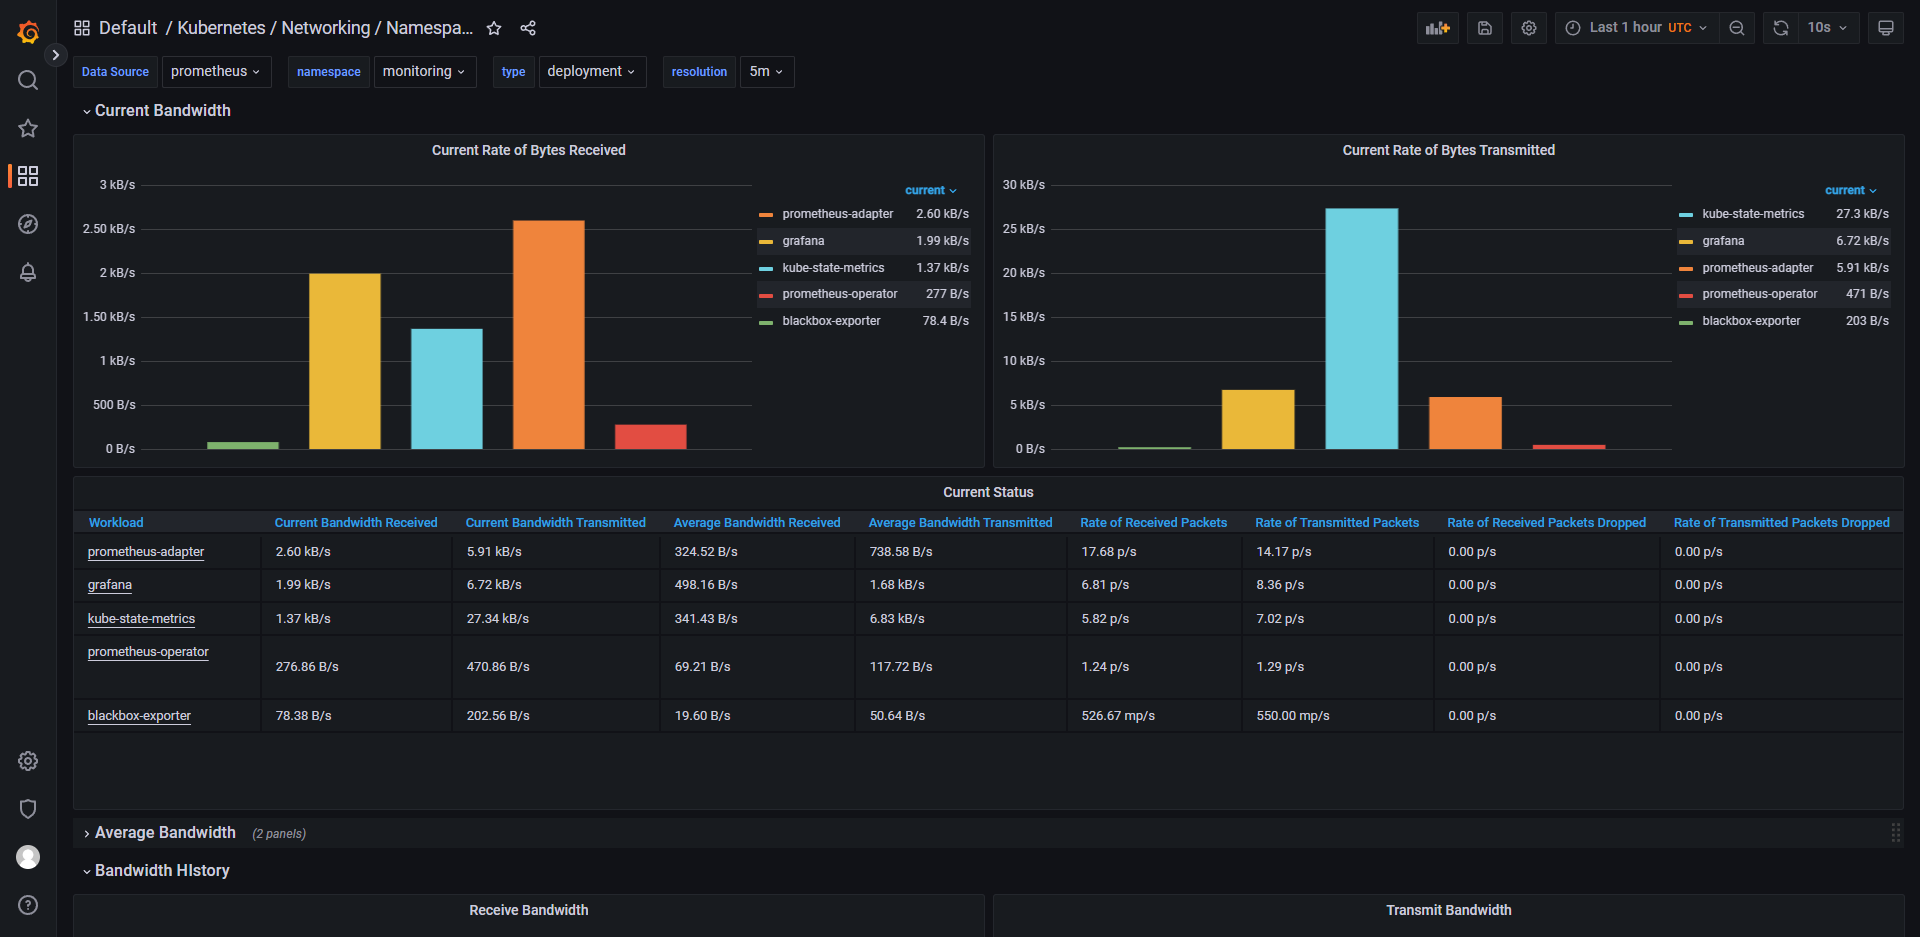 Default / Kubernetes / Networking / Namespa...
Last 1 hour UTC
10s
Data Source prometheus namespace monitoring type deployment resolution 5m
Current Bandwidth
Current Rate of Bytes Received
3 kB/s
2.50 kB/s
2 kB/s
1.50 kB/s
1 kB/s
500 B/s
0 B/s
current
prometheus-adapter 2.60 kB/s
grafana 1.99 kB/s
kube-state-metrics 1.37 kB/s
prometheus-operator 277 B/s
blackbox-exporter 78.4 B/s
Current Rate of Bytes Transmitted
30 kB/s
25 kB/s
20 kB/s
15 kB/s
10 kB/s
5 kB/s
0 B/s
current
kube-state-metrics 27.3 kB/s
grafana 6.72 kB/s
prometheus-adapter 5.91 kB/s
prometheus-operator 471 B/s
blackbox-exporter 203 B/s
Current Status
Workload Current Bandwidth Received Current Bandwidth Transmitted Average Bandwidth Received Average Bandwidth Transmitted Rate of Received Packets Rate of Transmitted Packets Rate of Received Packets Dropped Rate of Transmitted Packets Dropped
prometheus-adapter 2.60 kB/s 5.91 kB/s 324.52 B/s 738.58 B/s 17.68 p/s 14.17 p/s 0.00 p/s 0.00 p/s
grafana 1.99 kB/s 6.72 kB/s 498.16 B/s 1.68 kB/s 6.81 p/s 8.36 p/s 0.00 p/s 0.00 p/s
kube-state-metrics 1.37 kB/s 27.34 kB/s 341.43 B/s 6.83 kB/s 5.82 p/s 7.02 p/s 0.00 p/s 0.00 p/s
prometheus-operator 276.86 B/s 470.86 B/s 69.21 B/s 117.72 B/s 1.24 p/s 1.29 p/s 0.00 p/s 0.00 p/s
blackbox-exporter 78.38 B/s 202.56 B/s 19.60 B/s 50.64 B/s 526.67 mp/s 550.00 mp/s 0.00 p/s 0.00 p/s
Average Bandwidth (2 panels)
Bandwidth HIstory
Receive Bandwidth
Transmit Bandwidth